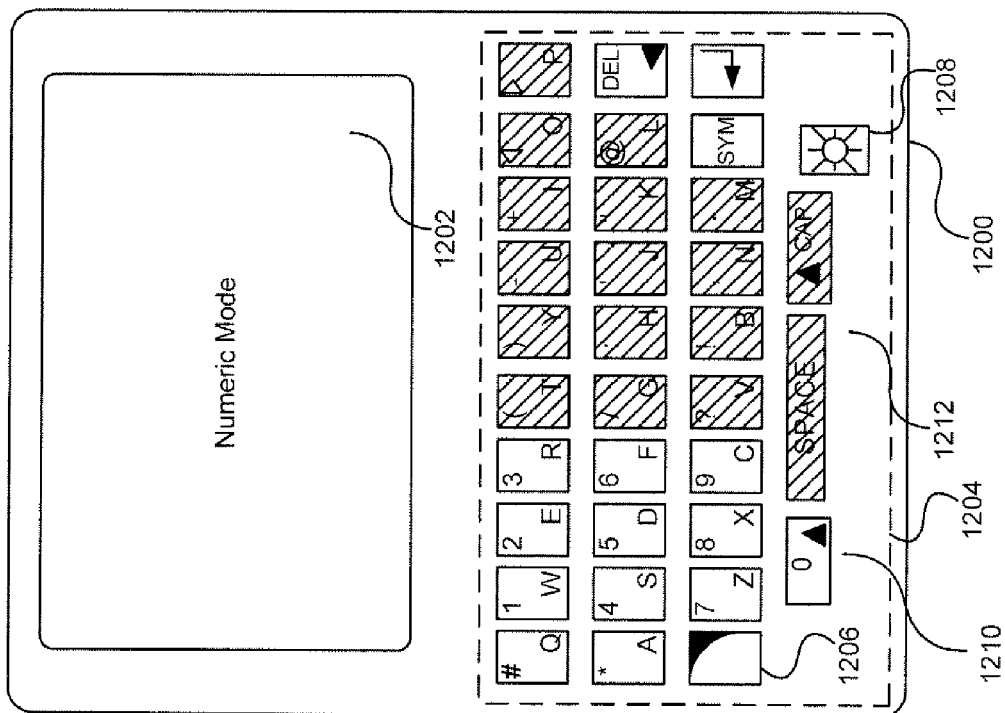 Numeric Mode
1202
# Q 1 W 2 E 3 R ( T ) Y - U + I O P
* A 4 S 5 D 6 F / G : H ' J " K @ L DEL
7 Z 8 X 9 C ? V ! B , N . M SYM
0 SPACE CAP
1206
1210
1204
1212
1200
1208